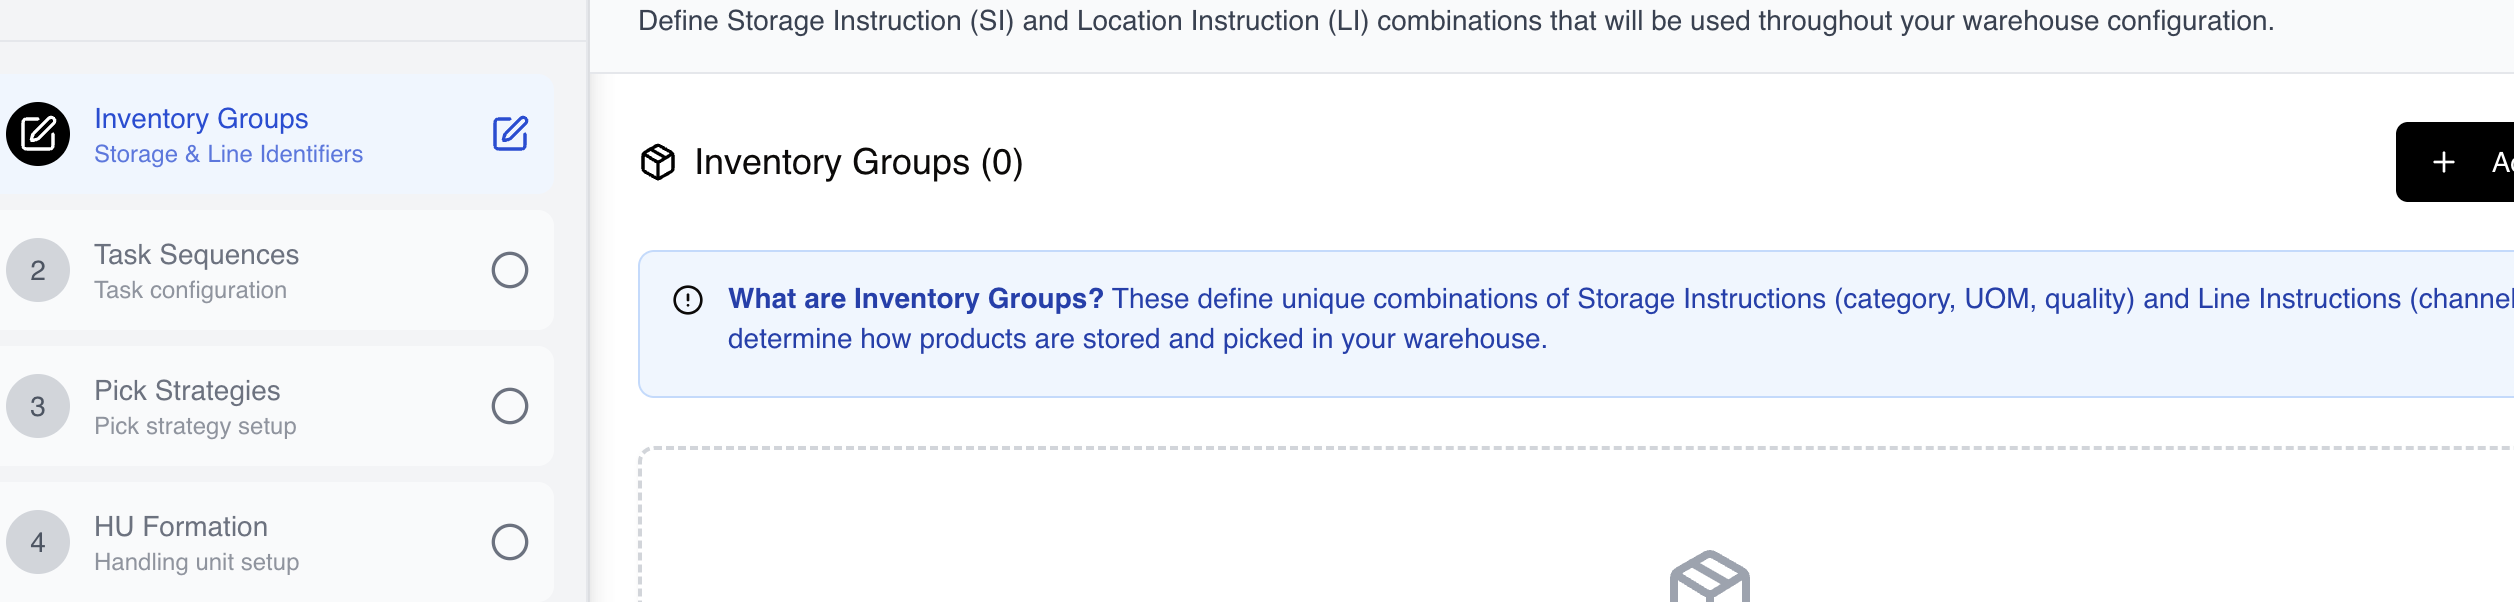 Define Storage Instruction (SI) and Location Instruction (LI) combinations that will be used throughout your warehouse configuration.
Inventory Groups
Storage & Line Identifiers
2
Task Sequences
Task configuration
3
Pick Strategies
Pick strategy setup
4
HU Formation
Handling unit setup
Inventory Groups (0)
What are Inventory Groups? These define unique combinations of Storage Instructions (category, UOM, quality) and Line Instructions (channel
determine how products are stored and picked in your warehouse.